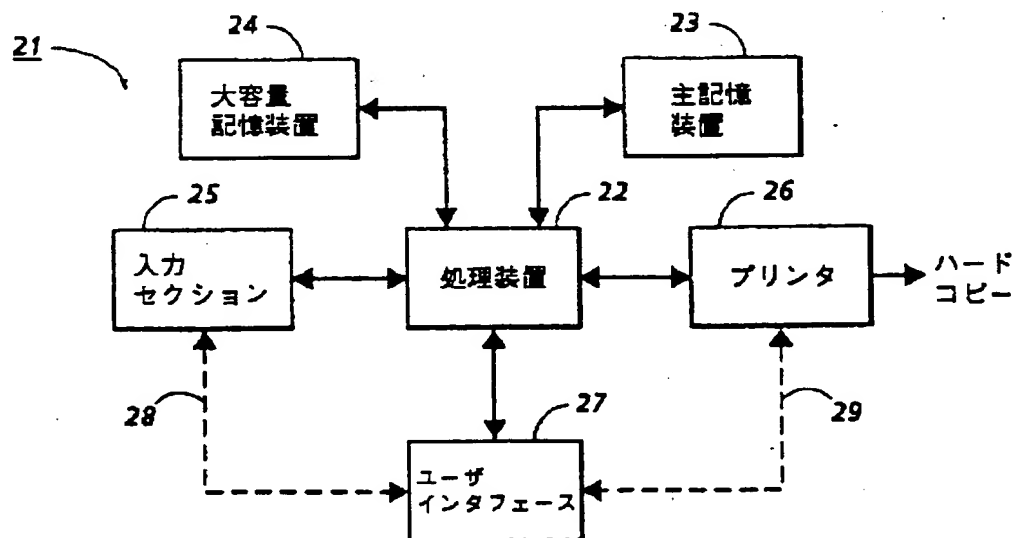 21
24
23
大容量
記憶装置
主記憶
装置
25
22
26
入力
セクション
処理装置
プリンタ
ハード
コピー
28
27
29
ユーザ
インタフェース